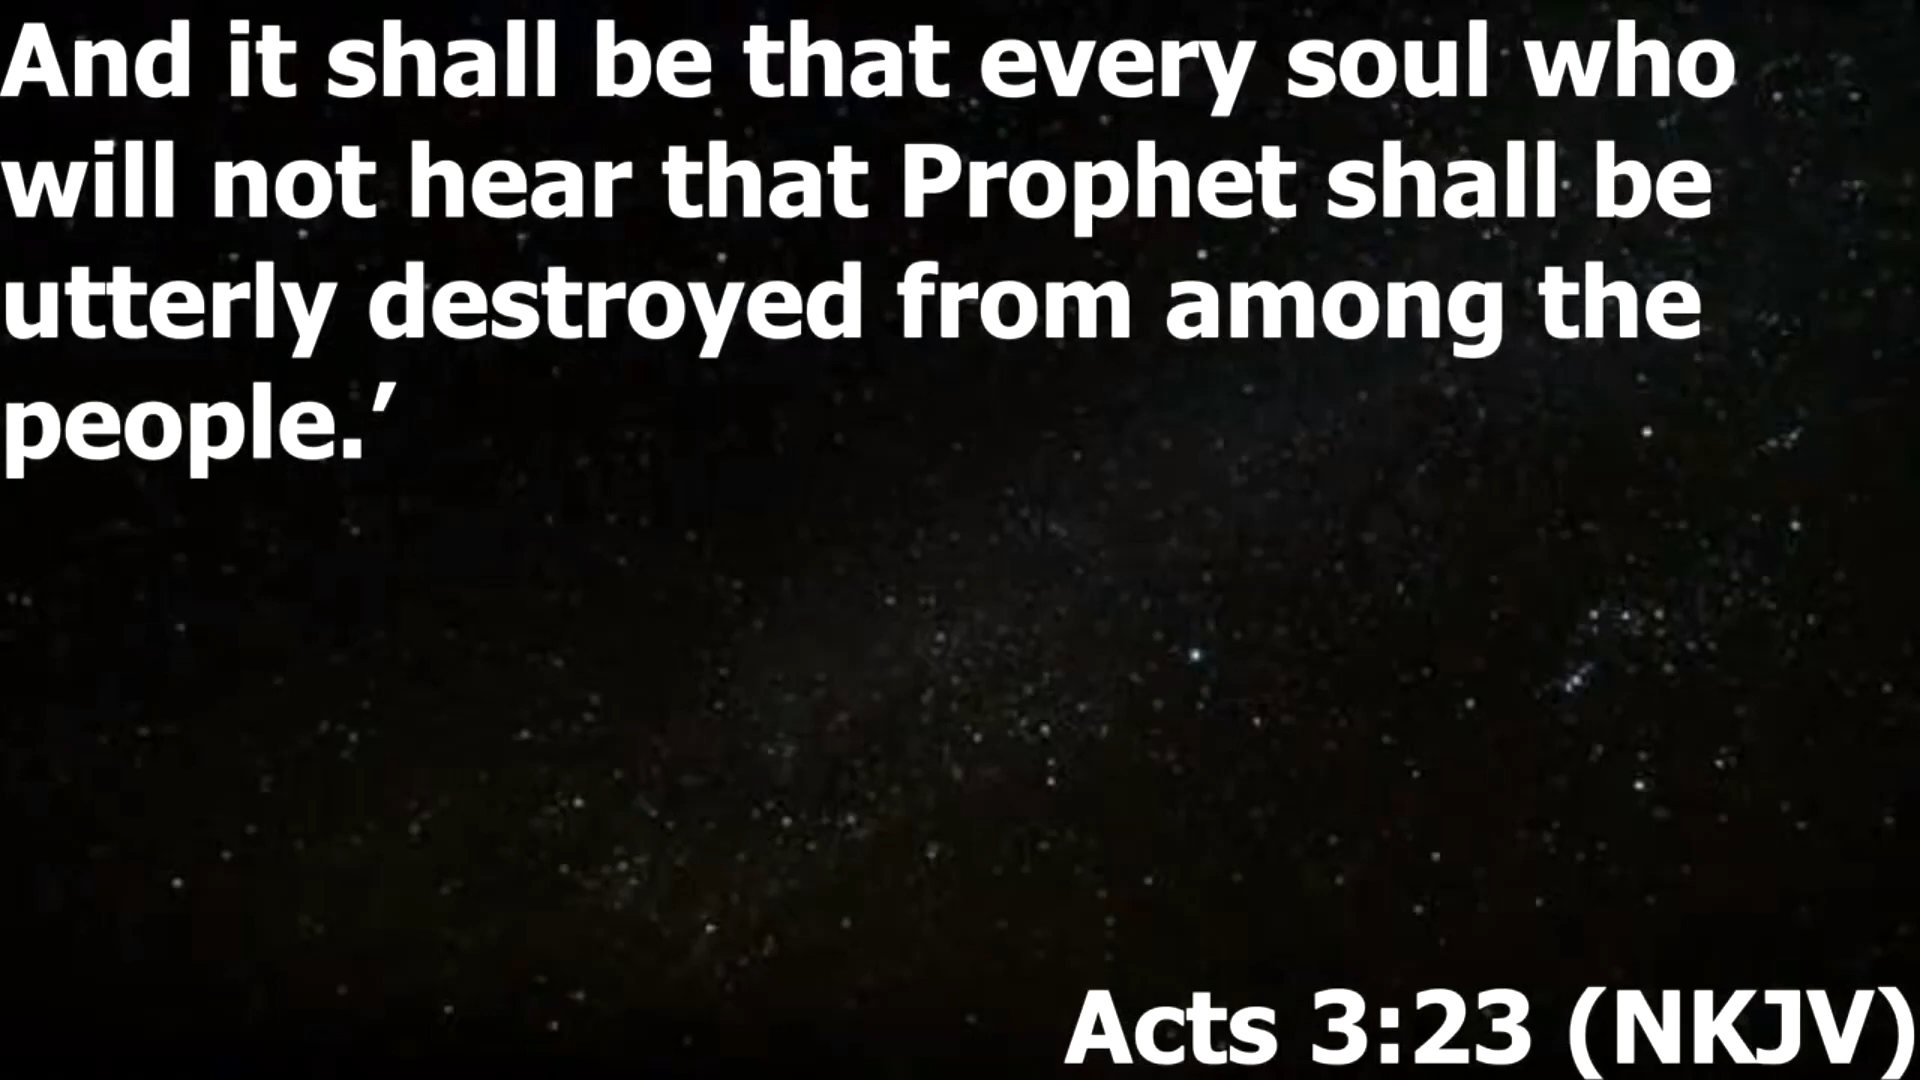 And it shall be that every soul who
will not hear that Prophet shall be
utterly destroyed from among the
people.’
Acts 3:23 (NKJV)